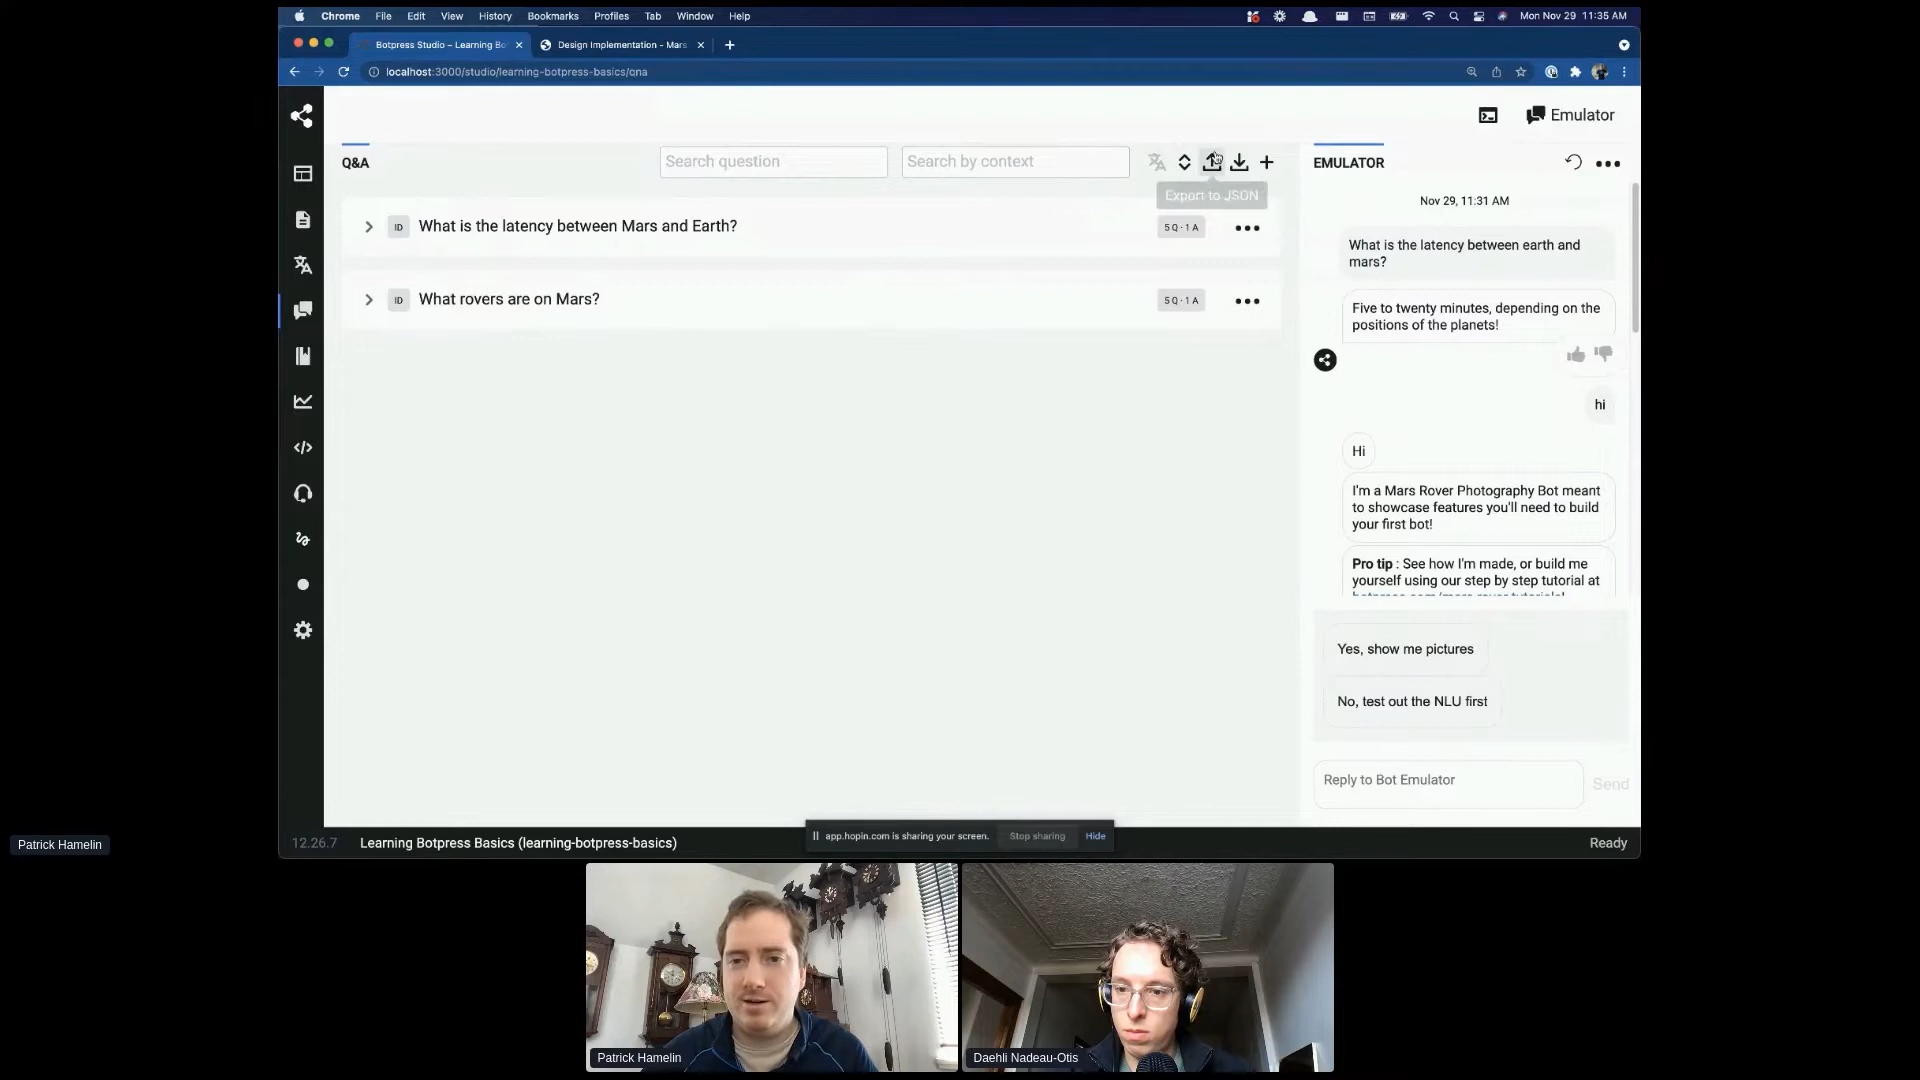 Chrome File Edit View History Bookmarks Profiles Tab Window Help
Mon Nov 29 11:35 AM
Botpress Studio – Learning Bo
Design Implementation - Mars
localhost:3000/studio/learning-botpress-basics/qna
Emulator
Q&A
Search question
Search by context
Export to JSON
EMULATOR
ID What is the latency between Mars and Earth? 5 Q · 1 A
ID What rovers are on Mars? 5 Q · 1 A
Nov 29, 11:31 AM
What is the latency between earth and
mars?
Five to twenty minutes, depending on the
positions of the planets!
hi
Hi
I'm a Mars Rover Photography Bot meant
to showcase features you'll need to build
your first bot!
Pro tip : See how I'm made, or build me
yourself using our step by step tutorial at
Yes, show me pictures
No, test out the NLU first
Reply to Bot Emulator
Send
app.hopin.com is sharing your screen. Stop sharing Hide
12.26.7 Learning Botpress Basics (learning-botpress-basics) Ready
Patrick Hamelin
Patrick Hamelin
Daehli Nadeau-Otis